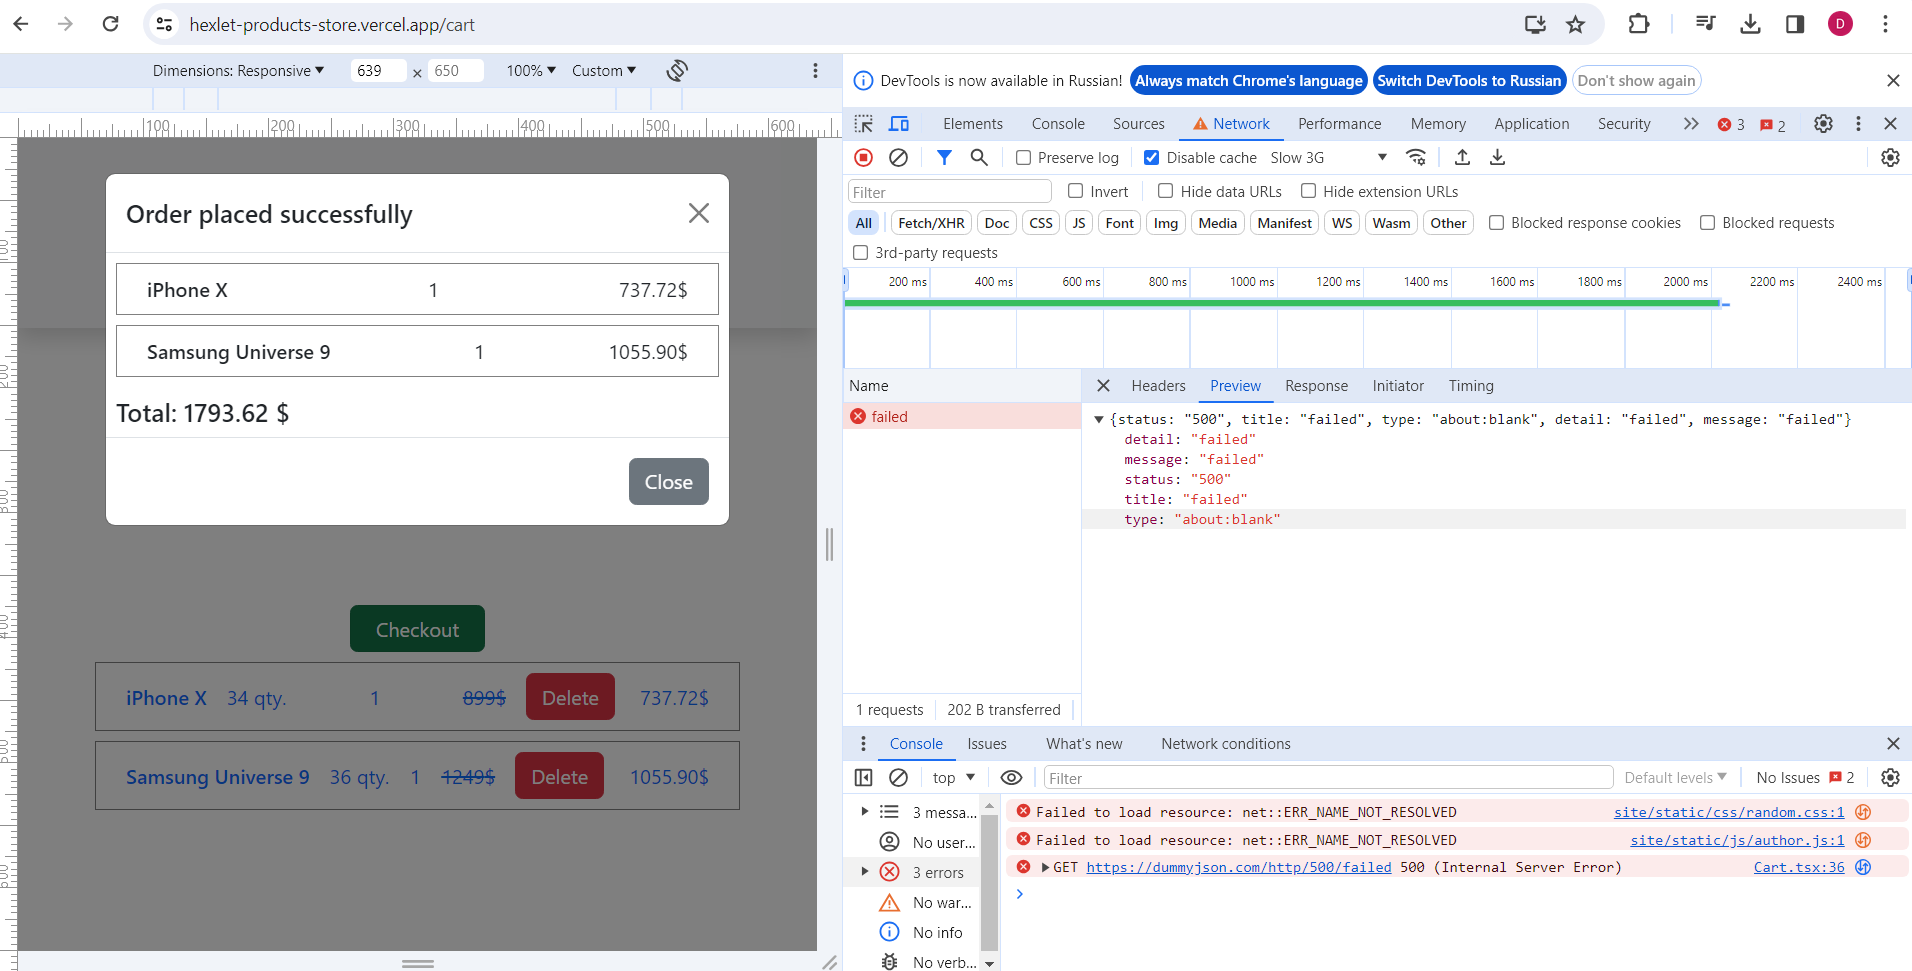 hexlet-products-store.vercel.app/cart
D
Dimensions: Responsive ▼ 639 × 650 100% ▼ Custom ▼
100 200 300 400 500 600
Order placed successfully
iPhone X 1 737.72$
Samsung Universe 9 1 1055.90$
Total: 1793.62 $
Close
Checkout
iPhone X 34 qty. 1 899$ Delete 737.72$
Samsung Universe 9 36 qty. 1 1249$ Delete 1055.90$
DevTools is now available in Russian! Always match Chrome's language Switch DevTools to Russian Don't show again
Elements Console Sources Network Performance Memory Application Security 3 2
Preserve log Disable cache Slow 3G
Filter Invert Hide data URLs Hide extension URLs
All Fetch/XHR Doc CSS JS Font Img Media Manifest WS Wasm Other Blocked response cookies Blocked requests
3rd-party requests
200 ms 400 ms 600 ms 800 ms 1000 ms 1200 ms 1400 ms 1600 ms 1800 ms 2000 ms 2200 ms 2400 ms
Name Headers Preview Response Initiator Timing
failed
{status: "500", title: "failed", type: "about:blank", detail: "failed", message: "failed"}
detail: "failed"
message: "failed"
status: "500"
title: "failed"
type: "about:blank"
1 requests 202 B transferred
Console Issues What's new Network conditions
top ▼ Filter Default levels ▼ No Issues 2
3 messa...
No user...
3 errors
No war...
No info
No verb...
Failed to load resource: net::ERR_NAME_NOT_RESOLVED site/static/css/random.css:1
Failed to load resource: net::ERR_NAME_NOT_RESOLVED site/static/js/author.js:1
GET https://dummyjson.com/http/500/failed 500 (Internal Server Error) Cart.tsx:36